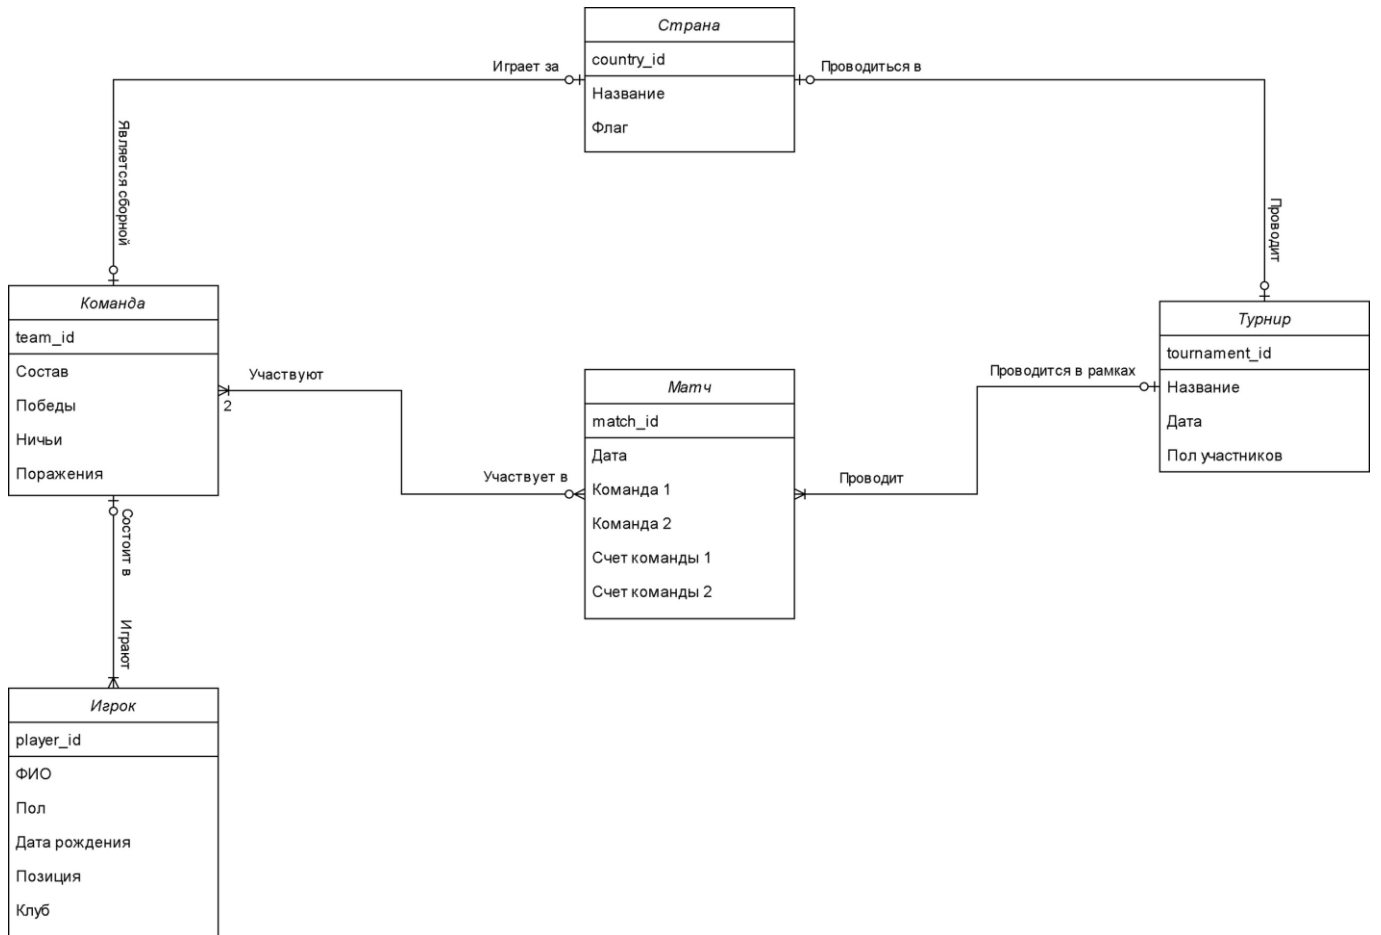 Страна
country_id
Название
Флаг
Играет за
Проводиться в
Является сборной
Проводит
Команда
team_id
Состав
Победы
Ничьи
Поражения
Участвуют
2
Участвует в
Матч
match_id
Дата
Команда 1
Команда 2
Счет команды 1
Счет команды 2
Проводится в рамках
Проводит
Турнир
tournament_id
Название
Дата
Пол участников
Состоит в
Играют
Игрок
player_id
ФИО
Пол
Дата рождения
Позиция
Клуб